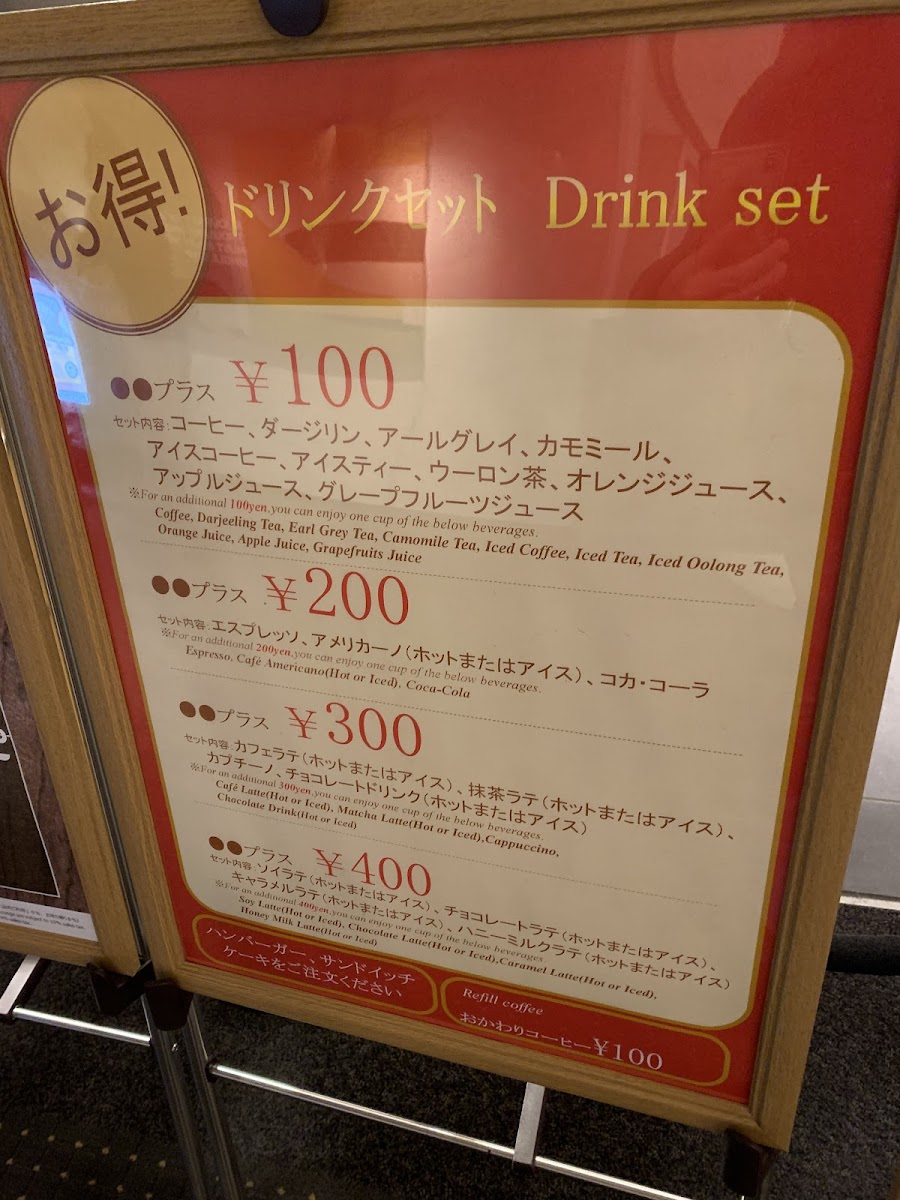 お得!
ドリンクセット Drink set
●●プラス ￥100
セット内容:コーヒー、ダージリン、アールグレイ、カモミール、
アイスコーヒー、アイスティー、ウーロン茶、オレンジジュース、
アップルジュース、グレープフルーツジュース
※For an additional 100yen,you can enjoy one cup of the below beverages.
Coffee, Darjeeling Tea, Earl Grey Tea, Camomile Tea, Iced Coffee, Iced Tea, Iced Oolong Tea,
Orange Juice, Apple Juice, Grapefruits Juice
●●プラス ￥200
セット内容:エスプレッソ、アメリカーノ(ホットまたはアイス)、コカ・コーラ
※For an additional 200yen,you can enjoy one cup of the below beverages.
Espresso, Café Americano(Hot or Iced), Coca-Cola
●●プラス ￥300
セット内容:カフェラテ(ホットまたはアイス)、抹茶ラテ(ホットまたはアイス)、
カプチーノ、チョコレートドリンク(ホットまたはアイス)
※For an additional 300yen,you can enjoy one cup of the below beverages.
Café Latte(Hot or Iced), Matcha Latte(Hot or Iced),Cappuccino,
Chocolate Drink(Hot or Iced)
●●プラス ￥400
セット内容:ソイラテ(ホットまたはアイス)、チョコレートラテ(ホットまたはアイス)、
キャラメルラテ(ホットまたはアイス)、ハニーミルクラテ(ホットまたはアイス)
※For an additional 400yen,you can enjoy one cup of the below beverages.
Soy Latte(Hot or Iced), Chocolate Latte(Hot or Iced),Caramel Latte(Hot or Iced),
Honey Milk Latte(Hot or Iced)
ハンバーガー、サンドイッチ
ケーキをご注文ください
Refill coffee
おかわりコーヒー￥100